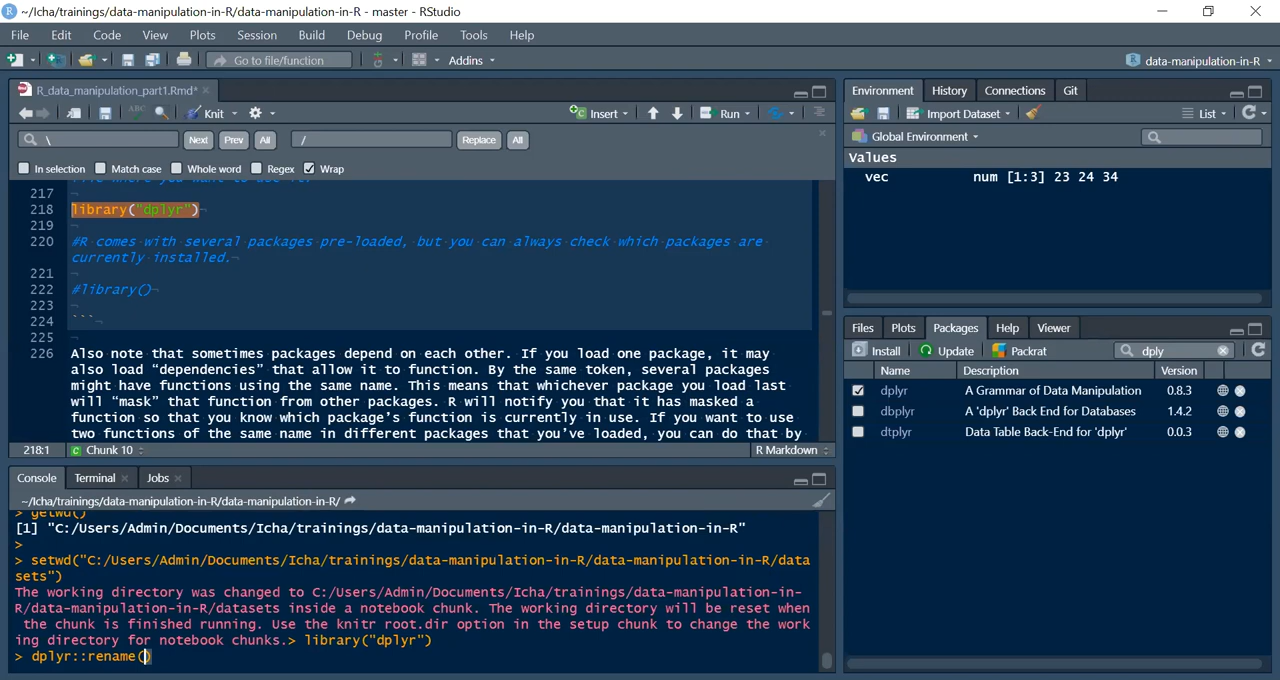 ~/Icha/trainings/data-manipulation-in-R/data-manipulation-in-R - master - RStudio
File Edit Code View Plots Session Build Debug Profile Tools Help
Go to file/function Addins data-manipulation-in-R
R_data_manipulation_part1.Rmd*
Knit Insert Run
\ Next Prev All / Replace All
In selection Match case Whole word Regex Wrap
217
218 library("dplyr")
219
220 #R comes with several packages pre-loaded, but you can always check which packages are
currently installed.
221
222 #library()
223
224 ```
225
226 Also note that sometimes packages depend on each other. If you load one package, it may
also load “dependencies” that allow it to function. By the same token, several packages
might have functions using the same name. This means that whichever package you load last
will “mask” that function from other packages. R will notify you that it has masked a
function so that you know which package’s function is currently in use. If you want to use
two functions of the same name in different packages that you’ve loaded, you can do that by
218:1 Chunk 10 R Markdown
Console Terminal Jobs
~/Icha/trainings/data-manipulation-in-R/data-manipulation-in-R/
> getwd()
[1] "C:/Users/Admin/Documents/Icha/trainings/data-manipulation-in-R/data-manipulation-in-R"
>
> setwd("C:/Users/Admin/Documents/Icha/trainings/data-manipulation-in-R/data-manipulation-in-R/data
sets")
The working directory was changed to C:/Users/Admin/Documents/Icha/trainings/data-manipulation-in-
R/data-manipulation-in-R/datasets inside a notebook chunk. The working directory will be reset when
the chunk is finished running. Use the knitr root.dir option in the setup chunk to change the work
ing directory for notebook chunks.> library("dplyr")
> dplyr::rename()
Environment History Connections Git
Import Dataset List
Global Environment
Values
vec num [1:3] 23 24 34
Files Plots Packages Help Viewer
Install Update Packrat dplyr
Name Description Version
dplyr A Grammar of Data Manipulation 0.8.3
dbplyr A 'dplyr' Back End for Databases 1.4.2
dtplyr Data Table Back-End for 'dplyr' 0.0.3